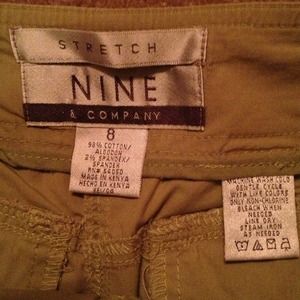 STRETCH
NINE
& COMPANY
8
98% COTTON/
ALGODON
2% SPANDEX/
SPANDEX
MADE IN KENYA
HECHO EN KENYA
MACHINE WASH COLD
GENTLE CYCLE
WITH LIKE COLORS
ONLY NON-CHLORINE
BLEACH WHEN
NEEDED
LINE DRY
STEAM IRON
AS NEEDED